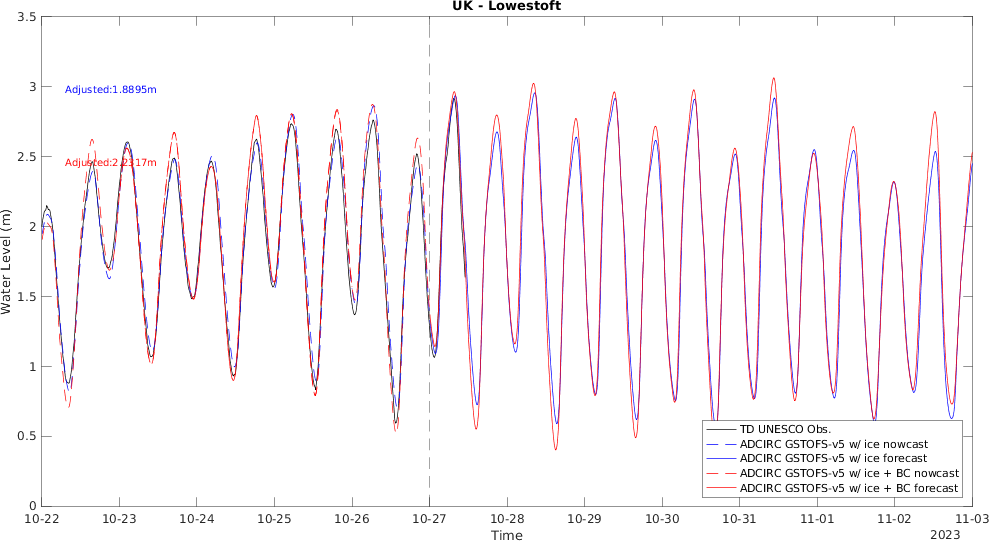 UK - Lowestoft
3.5
3
2.5
2
1.5
1
0.5
0
Water Level (m)
Adjusted:1.8895m
Adjusted:2.2317m
TD UNESCO Obs.
ADCIRC GSTOFS-v5 w/ ice nowcast
ADCIRC GSTOFS-v5 w/ ice forecast
ADCIRC GSTOFS-v5 w/ ice + BC nowcast
ADCIRC GSTOFS-v5 w/ ice + BC forecast
10-22 10-23 10-24 10-25 10-26 10-27 10-28 10-29 10-30 10-31 11-01 11-02 11-03
Time
2023